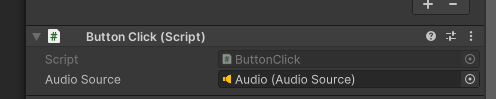 Button Click (Script)
Script ButtonClick
Audio Source Audio (Audio Source)